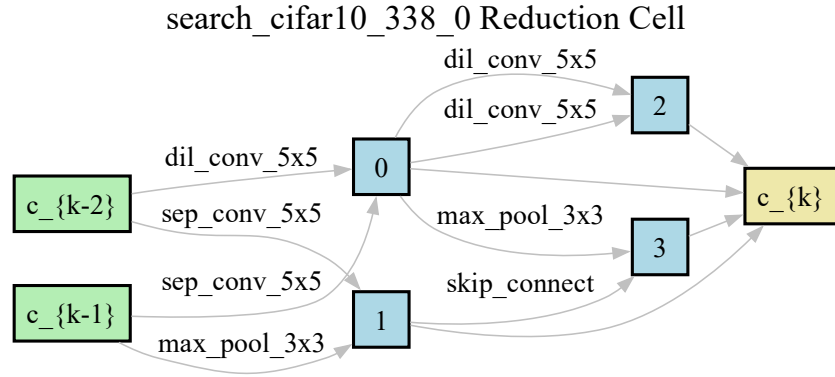 search_cifar10_338_0 Reduction Cell
dil_conv_5x5
2
dil_conv_5x5
dil_conv_5x5
0
c_{k-2}
sep_conv_5x5
max_pool_3x3
c_{k}
3
sep_conv_5x5
skip_connect
c_{k-1}
1
max_pool_3x3